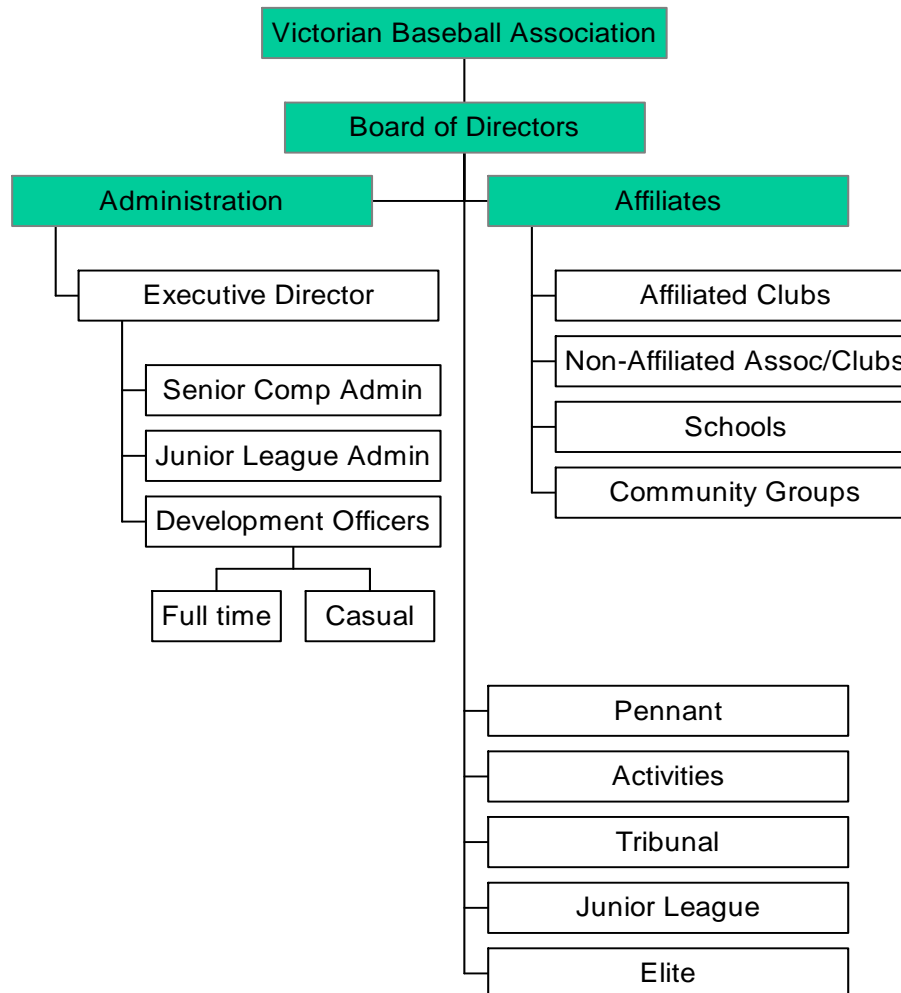 Victorian Baseball Association
Board of Directors
Administration
Affiliates
Executive Director
Senior Comp Admin
Junior League Admin
Development Officers
Full time
Casual
Affiliated Clubs
Non-Affiliated Assoc/Clubs
Schools
Community Groups
Pennant
Activities
Tribunal
Junior League
Elite